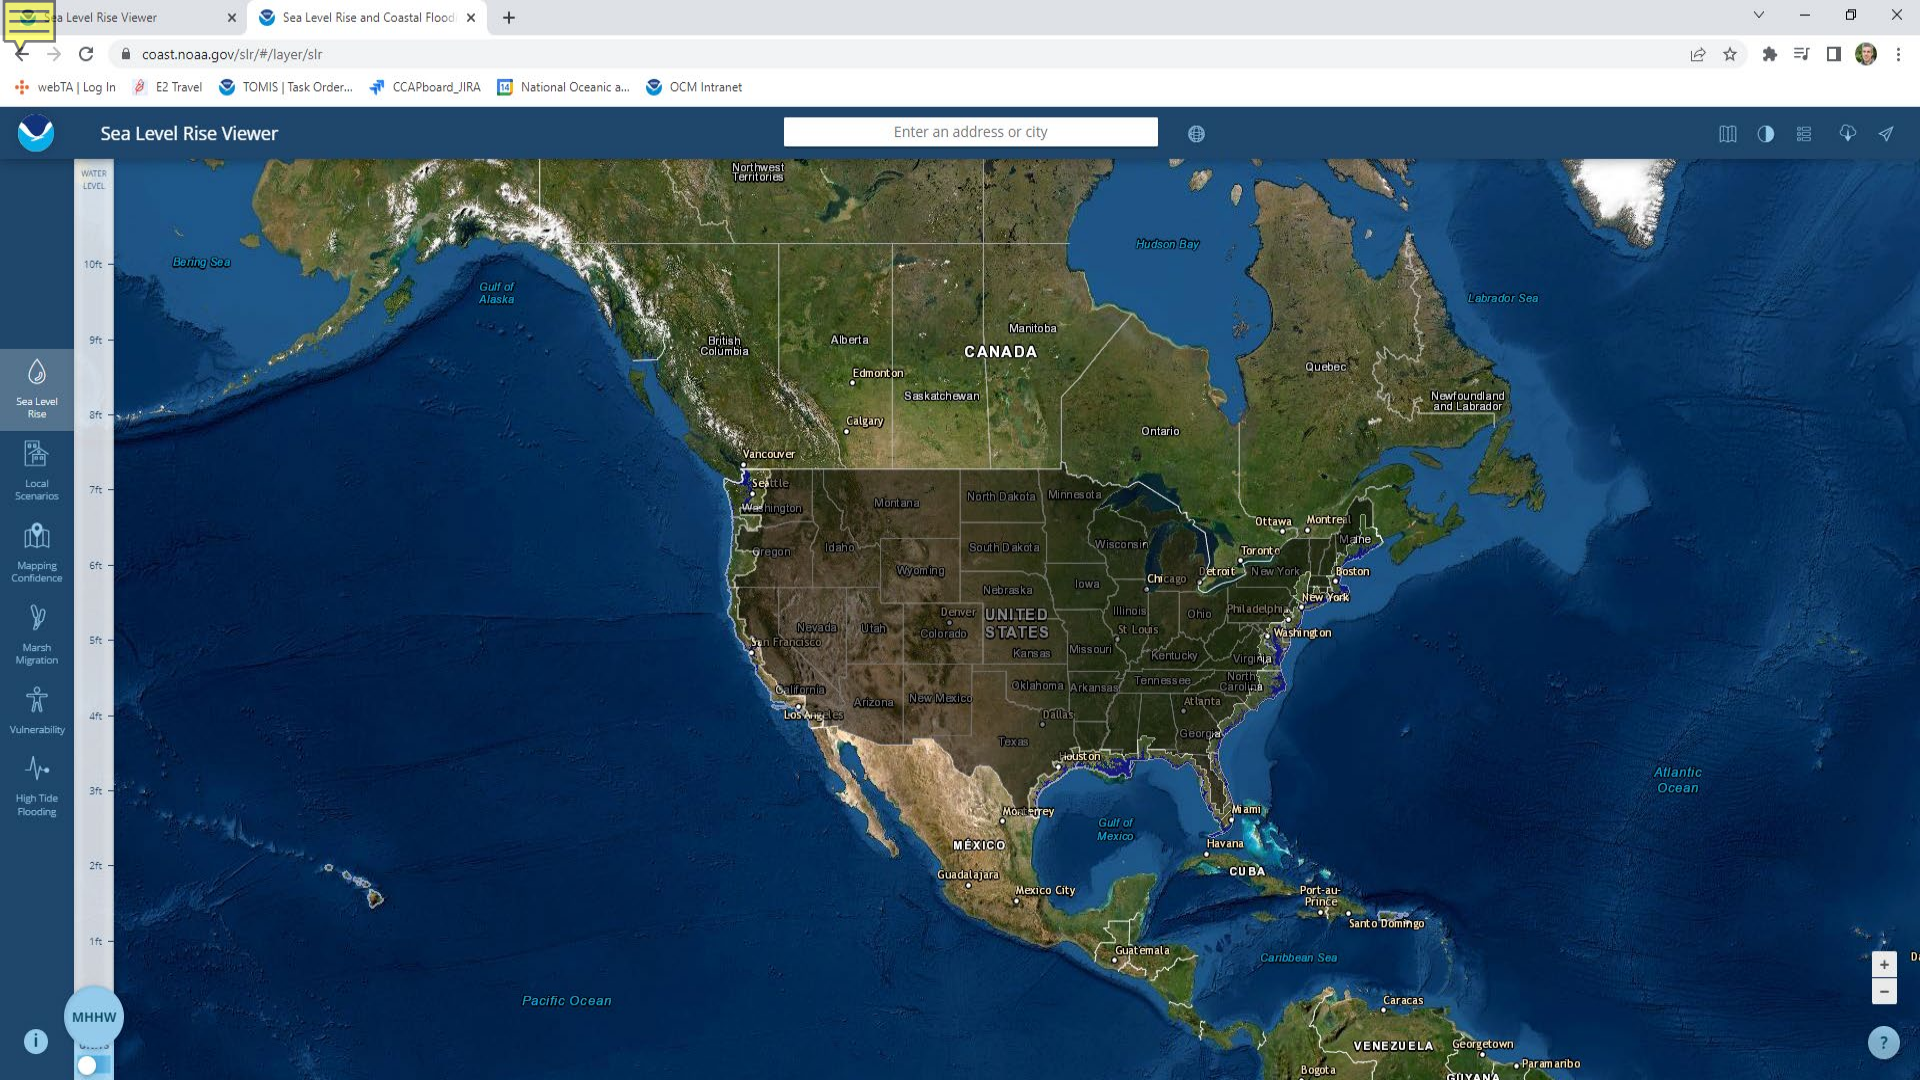 Sea Level Rise Viewer
Sea Level Rise and Coastal Flood
coast.noaa.gov/slr/#/layer/slr
webTA | Log In
E2 Travel
TOMIS | Task Order...
CCAPboard_JIRA
14
National Oceanic a...
OCM Intranet
Sea Level Rise Viewer
Enter an address or city
WATER
LEVEL
10ft
9ft
8ft
7ft
6ft
5ft
4ft
3ft
2ft
1ft
MHHW
Sea Level
Rise
Local
Scenarios
Mapping
Confidence
Marsh
Migration
Vulnerability
High Tide
Flooding
i
Northwest
Territories
Bering Sea
Gulf of
Alaska
Hudson Bay
Labrador Sea
British
Columbia
Alberta
Manitoba
CANADA
Edmonton
Saskatchewan
Quebec
Newfoundland
and Labrador
Calgary
Ontario
Vancouver
Seattle
Washington
Montana
North Dakota
Minnesota
Ottawa
Montreal
Maine
Oregon
Idaho
South Dakota
Wisconsin
Toronto
Wyoming
Detroit
New York
Boston
Chicago
Iowa
Nebraska
New York
Denver
UNITED
STATES
Illinois
Ohio
Philadelphia
Nevada
Utah
Colorado
St Louis
Washington
San Francisco
Kansas
Missouri
Kentucky
Virginia
California
Arizona
New Mexico
Oklahoma
Arkansas
Tennessee
North
Carolina
Los Angeles
Atlanta
Dallas
Texas
Georgia
Houston
Atlantic
Ocean
Monterrey
Gulf of
Mexico
Miami
MÉXICO
Havana
CUBA
Guadalajara
Mexico City
Port-au-
Prince
Santo Domingo
Guatemala
Caribbean Sea
Pacific Ocean
Caracas
VENEZUELA
Georgetown
Paramaribo
Bogota
GUYANA
+
−
?